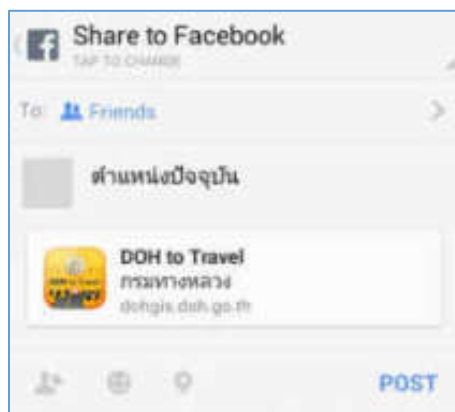 Share to Facebook
TAP TO CHANGE
To: Friends
ตำแหน่งปัจจุบัน
DOH to Travel
กรมทางหลวง
dohgis.doh.go.th
POST